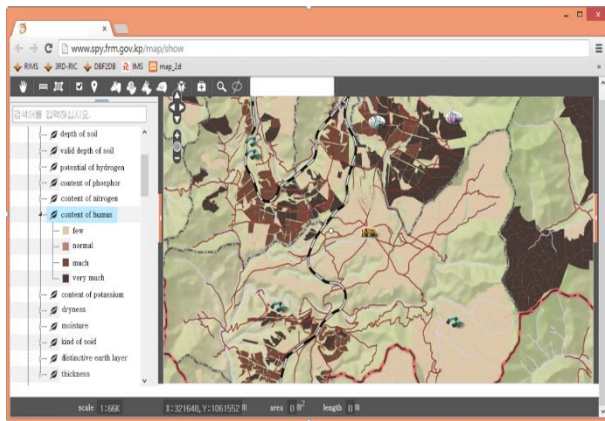 www.spy.frm.gov.kp/map/show
RIMS 3RD-RIC DBF2DB IMS map_2d
검색어를 입력하십시요.
depth of soil
valid depth of soil
potential of hydrogen
content of phosphor
content of nitrogen
content of humus
few
normal
much
very much
content of potassium
dryness
moisture
kind of soid
distinctive earth layer
thickness
scale 1:66K X:321648,Y:1061552 m area 0 m² length 0 m